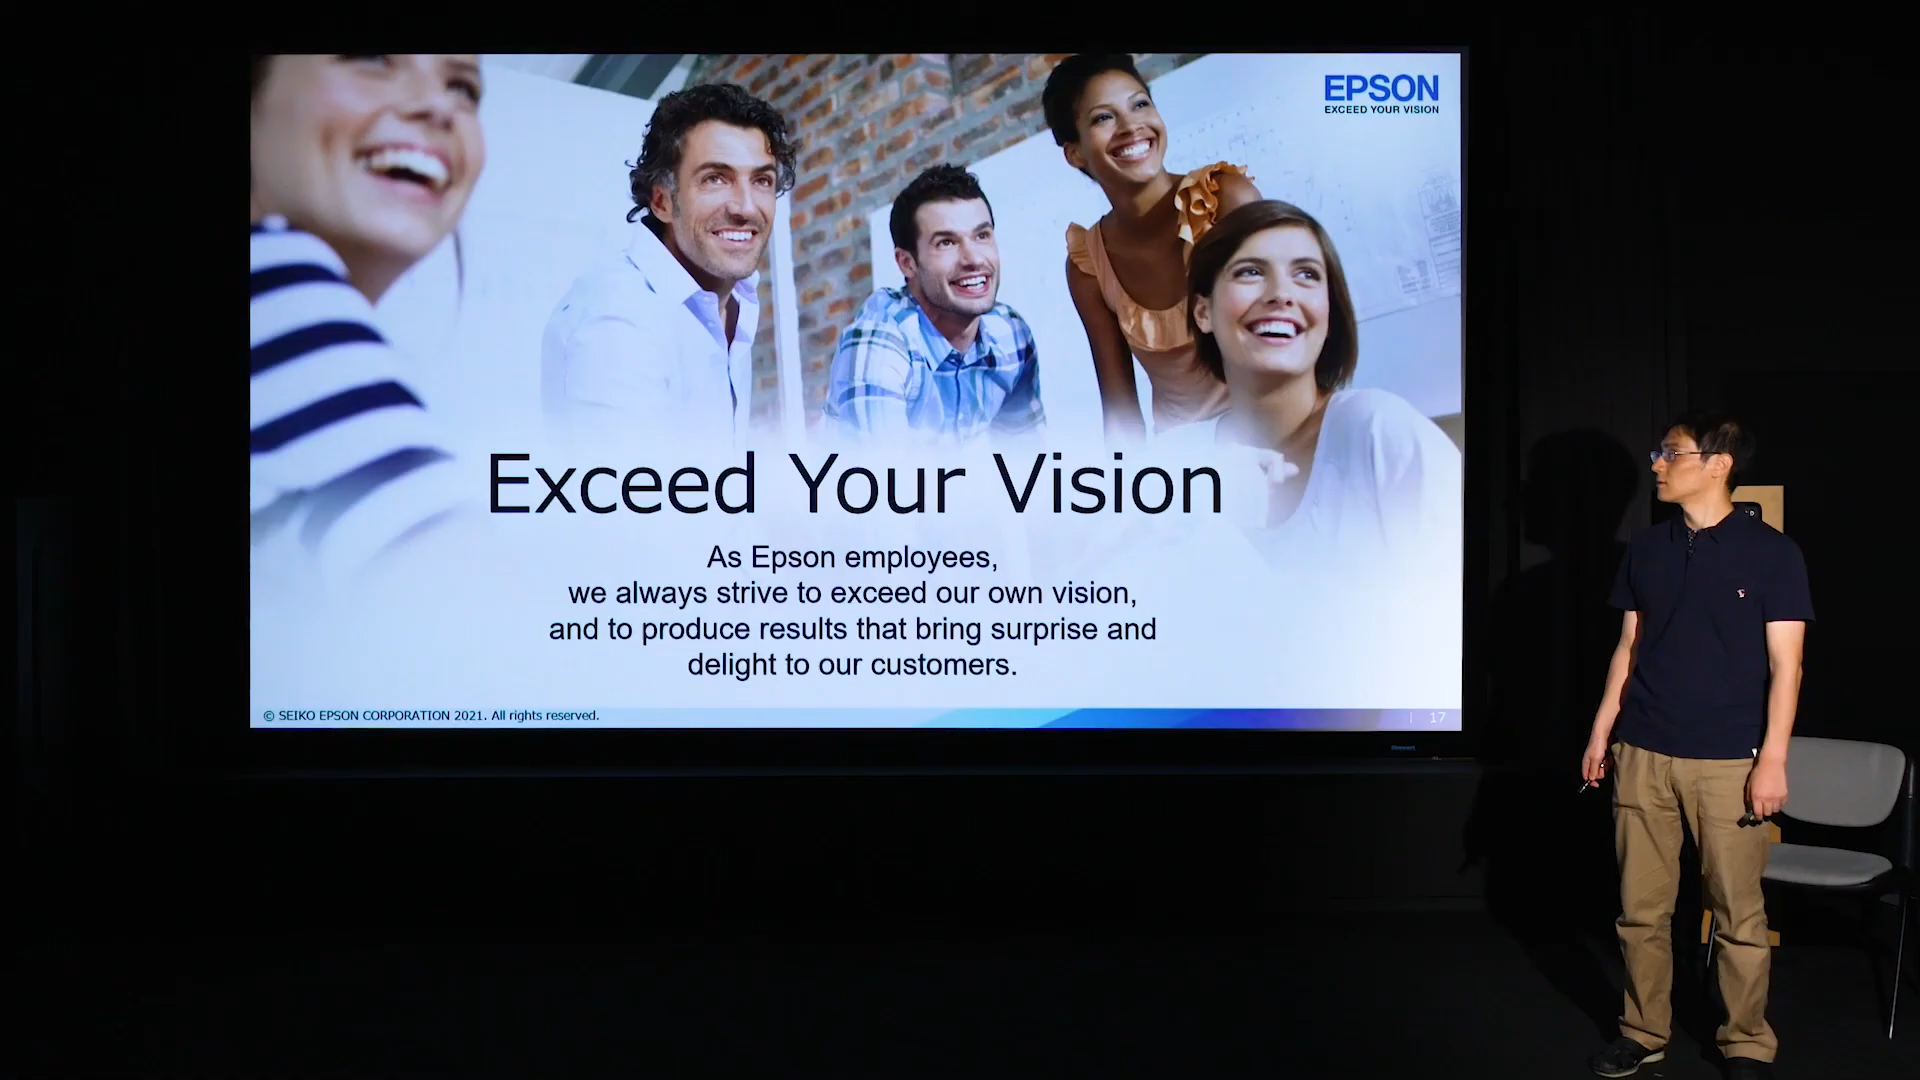 EPSON
EXCEED YOUR VISION
Exceed Your Vision
As Epson employees,
we always strive to exceed our own vision,
and to produce results that bring surprise and
delight to our customers.
© SEIKO EPSON CORPORATION 2021. All rights reserved.
17